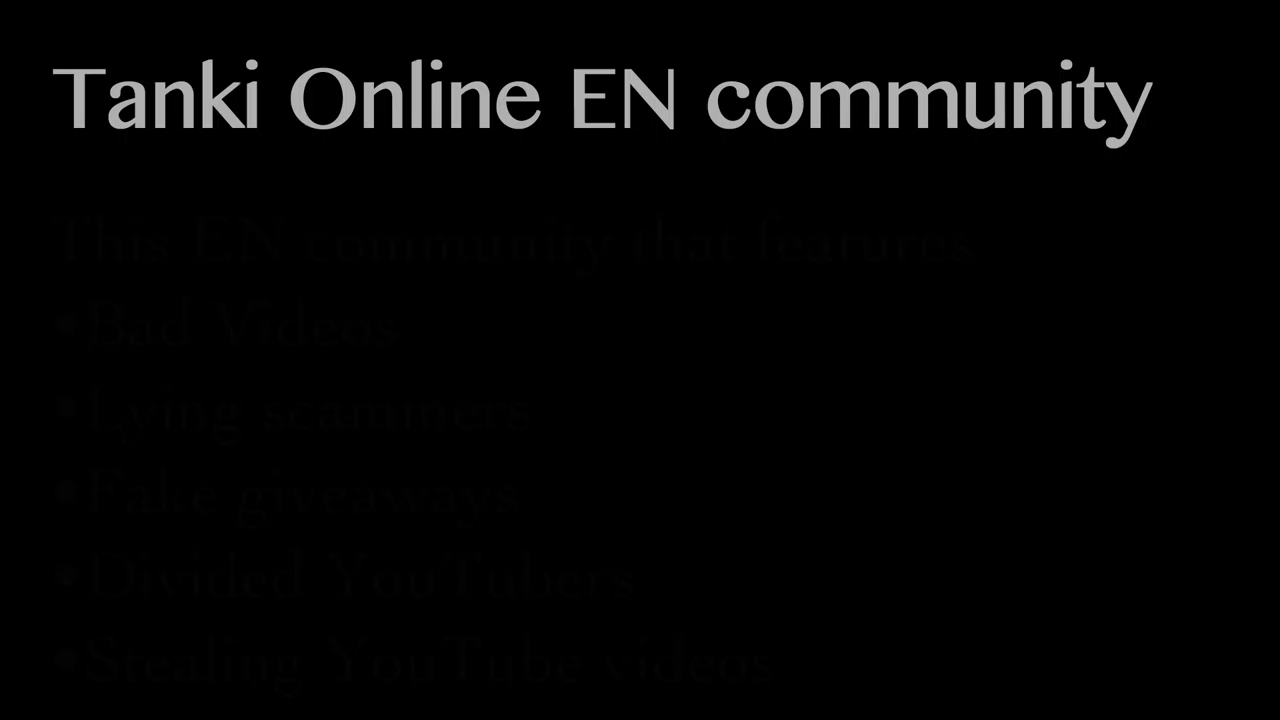 Tanki Online EN community
This EN community that features
•Bad Videos
•Lying scammers
•Fake giveaways
•Divided YouTubers
•Stealing YouTube videos